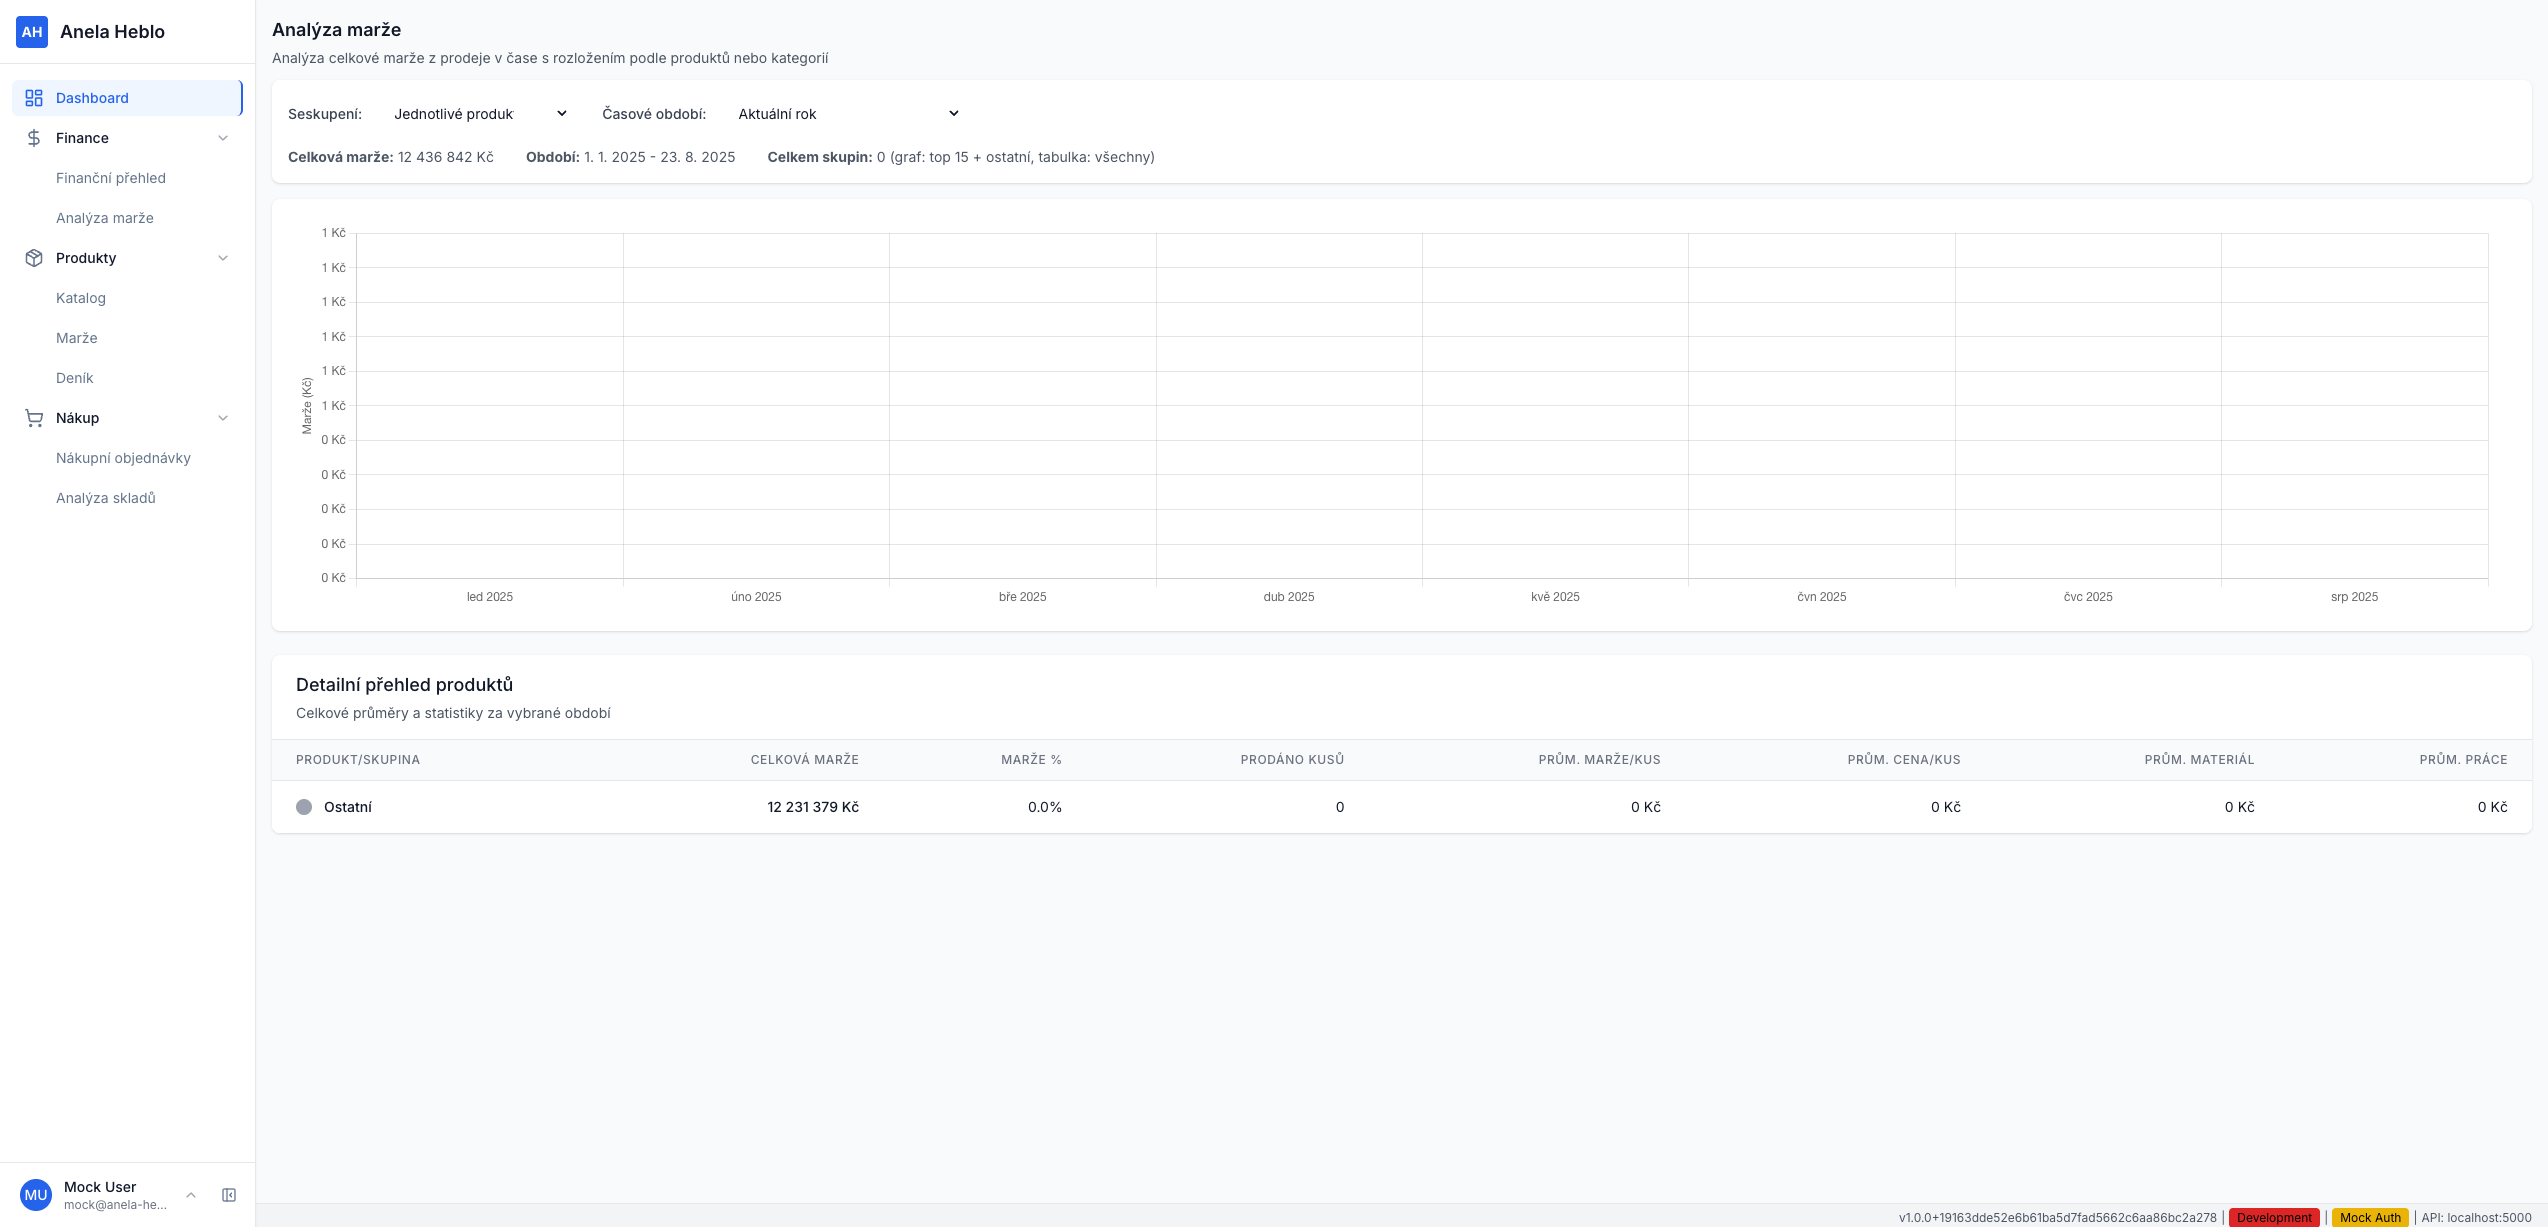 AH Anela Heblo
Dashboard
Finance
Finanční přehled
Analýza marže
Produkty
Katalog
Marže
Deník
Nákup
Nákupní objednávky
Analýza skladů
MU Mock User
mock@anela-he...
Analýza marže
Analýza celkové marže z prodeje v čase s rozložením podle produktů nebo kategorií
Seskupení: Jednotlivé produk Časové období: Aktuální rok
Celková marže: 12 436 842 Kč Období: 1. 1. 2025 - 23. 8. 2025 Celkem skupin: 0 (graf: top 15 + ostatní, tabulka: všechny)
Marže (Kč)
1 Kč
1 Kč
1 Kč
1 Kč
1 Kč
1 Kč
0 Kč
0 Kč
0 Kč
0 Kč
0 Kč
led 2025 úno 2025 bře 2025 dub 2025 kvě 2025 čvn 2025 čvc 2025 srp 2025
Detailní přehled produktů
Celkové průměry a statistiky za vybrané období
PRODUKT/SKUPINA CELKOVÁ MARŽE MARŽE % PRODÁNO KUSŮ PRŮM. MARŽE/KUS PRŮM. CENA/KUS PRŮM. MATERIÁL PRŮM. PRÁCE
Ostatní 12 231 379 Kč 0.0% 0 0 Kč 0 Kč 0 Kč 0 Kč
v1.0.0+19163dde52e6b61ba5d7fad5662c6aa86bc2a278 | Development | Mock Auth | API: localhost:5000